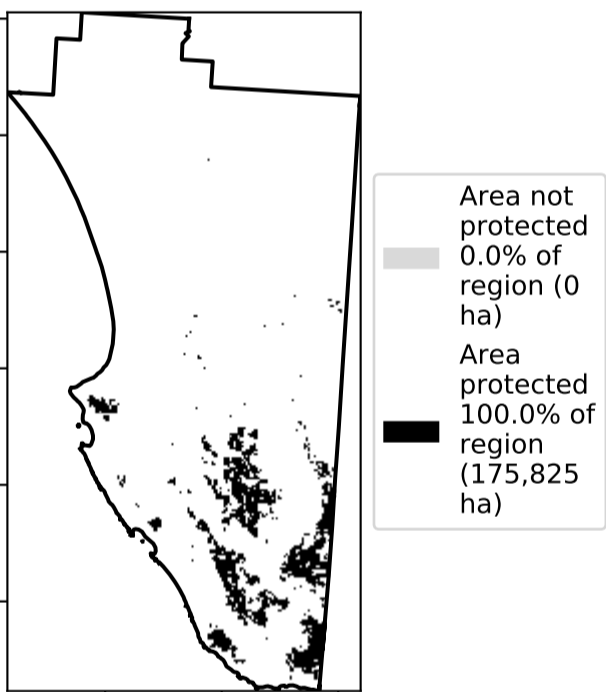 Area not
protected
0.0% of
region (0
ha)
Area
protected
100.0% of
region
(175,825
ha)